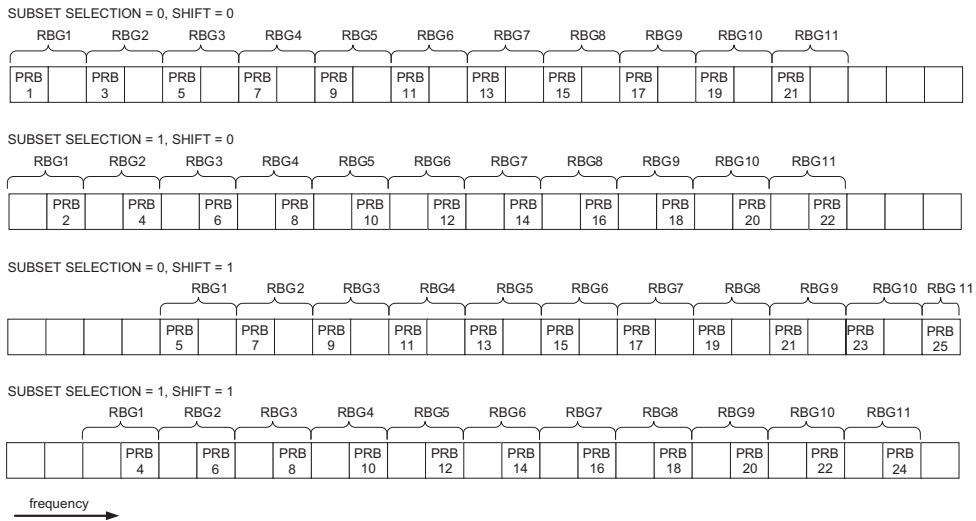 SUBSET SELECTION = 0, SHIFT = 0
RBG1 RBG2 RBG3 RBG4 RBG5 RBG6 RBG7 RBG8 RBG9 RBG10 RBG11
PRB PRB PRB PRB PRB PRB PRB PRB PRB PRB PRB
1 3 5 7 9 11 13 15 17 19 21
SUBSET SELECTION = 1, SHIFT = 0
RBG1 RBG2 RBG3 RBG4 RBG5 RBG6 RBG7 RBG8 RBG9 RBG10 RBG11
PRB PRB PRB PRB PRB PRB PRB PRB PRB PRB PRB
2 4 6 8 10 12 14 16 18 20 22
SUBSET SELECTION = 0, SHIFT = 1
RBG1 RBG2 RBG3 RBG4 RBG5 RBG6 RBG7 RBG8 RBG9 RBG10 RBG 11
PRB PRB PRB PRB PRB PRB PRB PRB PRB PRB PRB
5 7 9 11 13 15 17 19 21 23 25
SUBSET SELECTION = 1, SHIFT = 1
RBG1 RBG2 RBG3 RBG4 RBG5 RBG6 RBG7 RBG8 RBG9 RBG10 RBG11
PRB PRB PRB PRB PRB PRB PRB PRB PRB PRB PRB
4 6 8 10 12 14 16 18 20 22 24
frequency